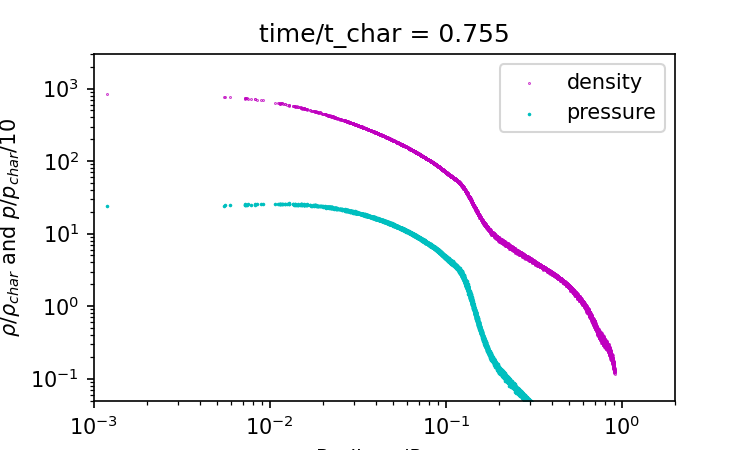 time/t_char = 0.755
density
pressure
ρ/ρ_char and p/p_char/10
10³
10²
10¹
10⁰
10⁻¹
10⁻³
10⁻²
10⁻¹
10⁰